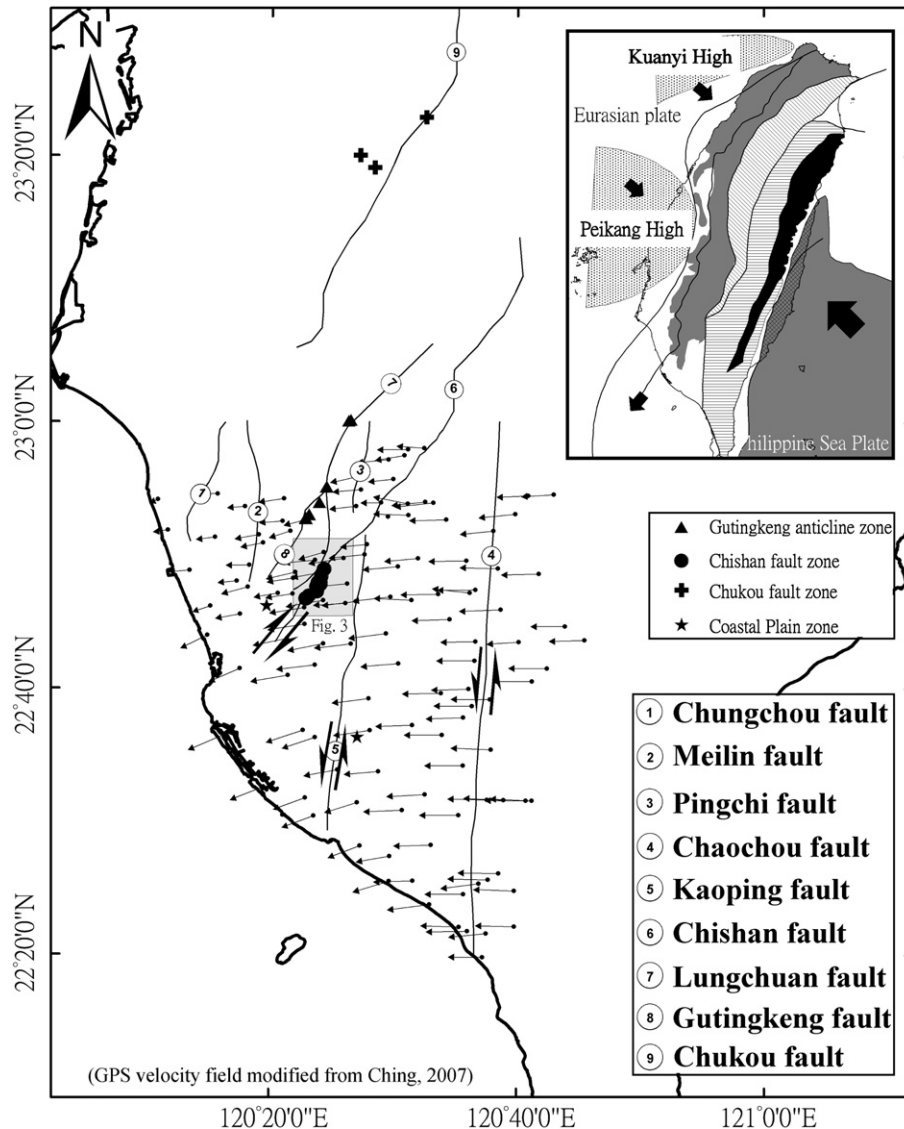 N
23°20'0"N
23°0'0"N
22°40'0"N
22°20'0"N
120°20'0"E
120°40'0"E
121°0'0"E
9
7
6
3
1
2
8
4
5
Fig. 3
(GPS velocity field modified from Ching, 2007)
Kuanyi High
Eurasian plate
Peikang High
hilippine Sea Plate
Gutingkeng anticline zone
Chishan fault zone
Chukou fault zone
Coastal Plain zone
1 Chungchou fault
2 Meilin fault
3 Pingchi fault
4 Chaochou fault
5 Kaoping fault
6 Chishan fault
7 Lungchuan fault
8 Gutingkeng fault
9 Chukou fault